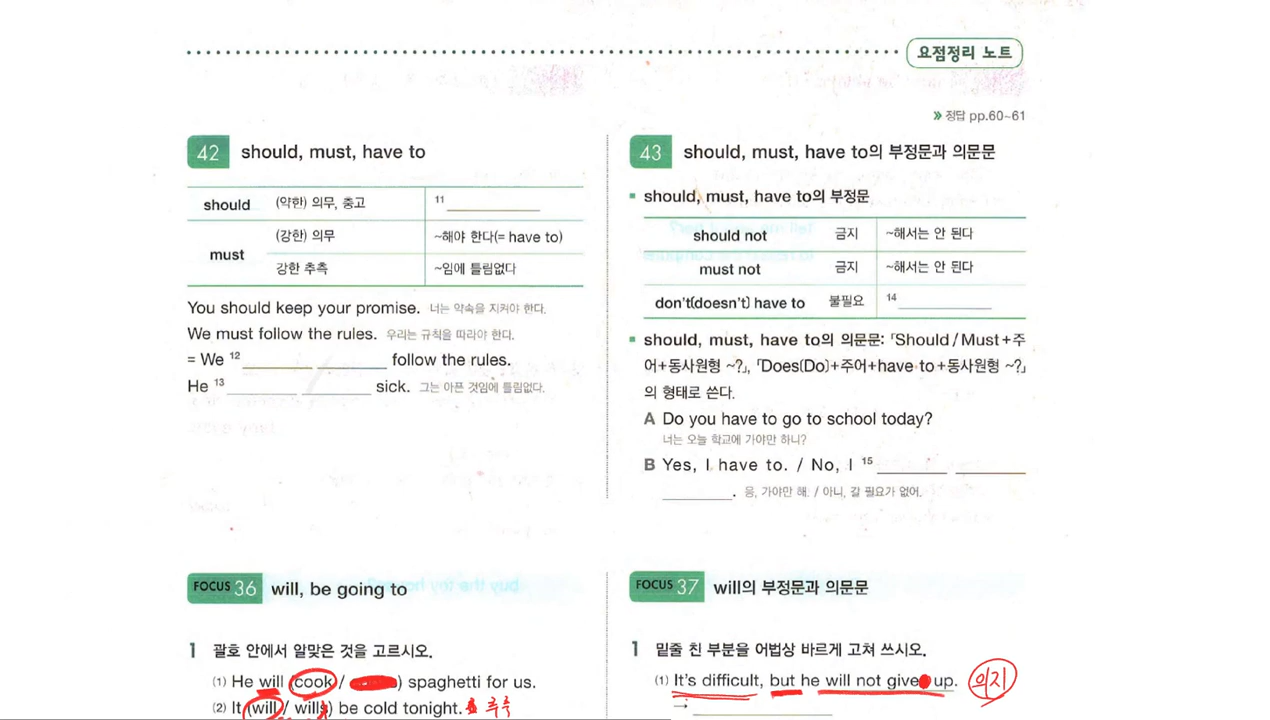 요점정리 노트
정답 pp.60~61
42 should, must, have to
should (약한) 의무, 충고 11
must (강한) 의무 ~해야 한다(= have to)
강한 추측 ~임에 틀림없다
You should keep your promise. 너는 약속을 지켜야 한다.
We must follow the rules. 우리는 규칙을 따라야 한다.
= We 12 follow the rules.
He 13 sick. 그는 아픈 것임에 틀림없다.
43 should, must, have to의 부정문과 의문문
should, must, have to의 부정문
should not 금지 ~해서는 안 된다
must not 금지 ~해서는 안 된다
don't(doesn't) have to 불필요 14
should, must, have to의 의문문: 「Should / Must+주
어+동사원형 ~?」, 「Does(Do)+주어+have to+동사원형 ~?」
의 형태로 쓴다.
A Do you have to go to school today?
너는 오늘 학교에 가야만 하니?
B Yes, I have to. / No, I 15
. 응, 가야만 해. / 아니, 갈 필요가 없어.
FOCUS 36 will, be going to
1 괄호 안에서 알맞은 것을 고르시오.
(1) He will (cook / ) spaghetti for us.
(2) It (will / wills) be cold tonight. 추측
FOCUS 37 will의 부정문과 의문문
1 밑줄 친 부분을 어법상 바르게 고쳐 쓰시오.
(1) It's difficult, but he will not give up. 의지
→